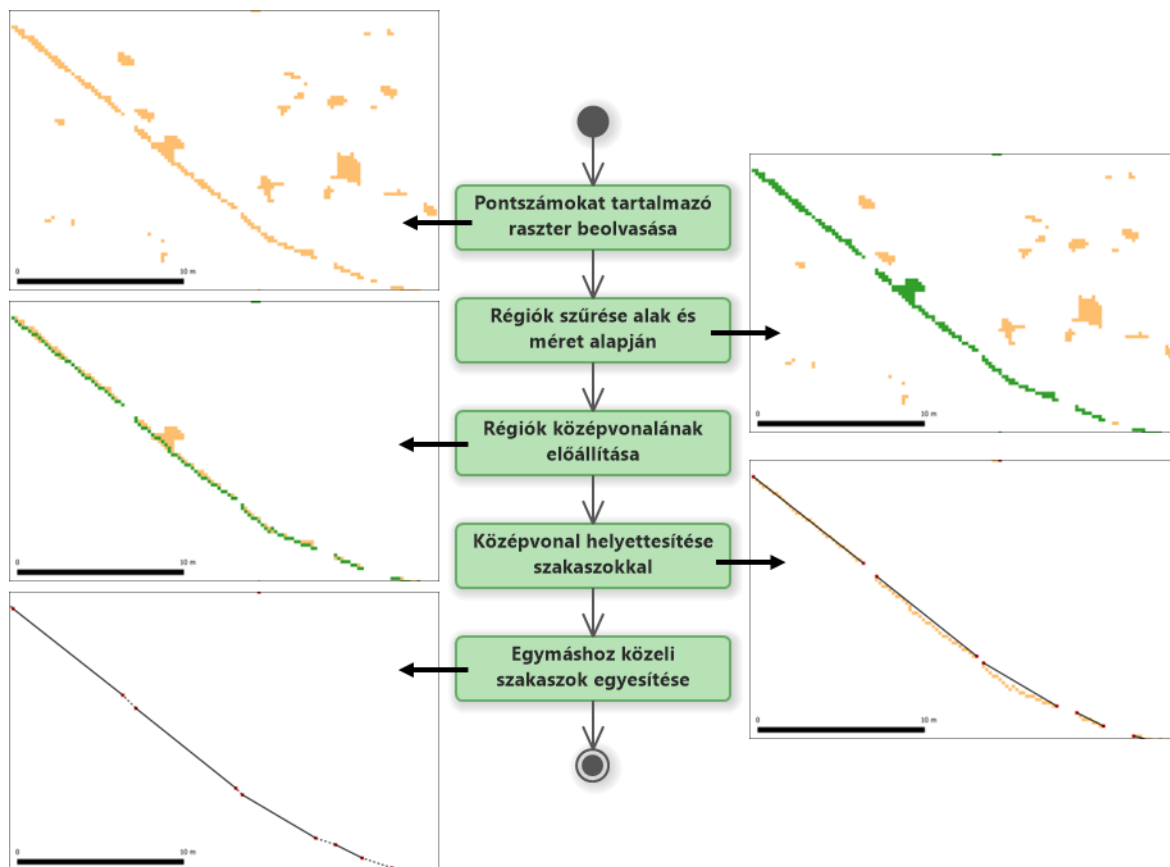 0
10 m
Pontszámokat tartalmazó
raszter beolvasása
Régiók szűrése alak és
méret alapján
0
10 m
0
10 m
Régiók középvonalának
előállítása
Középvonal helyettesítése
szakaszokkal
0
10 m
Egymáshoz közeli
szakaszok egyesítése
0
10 m